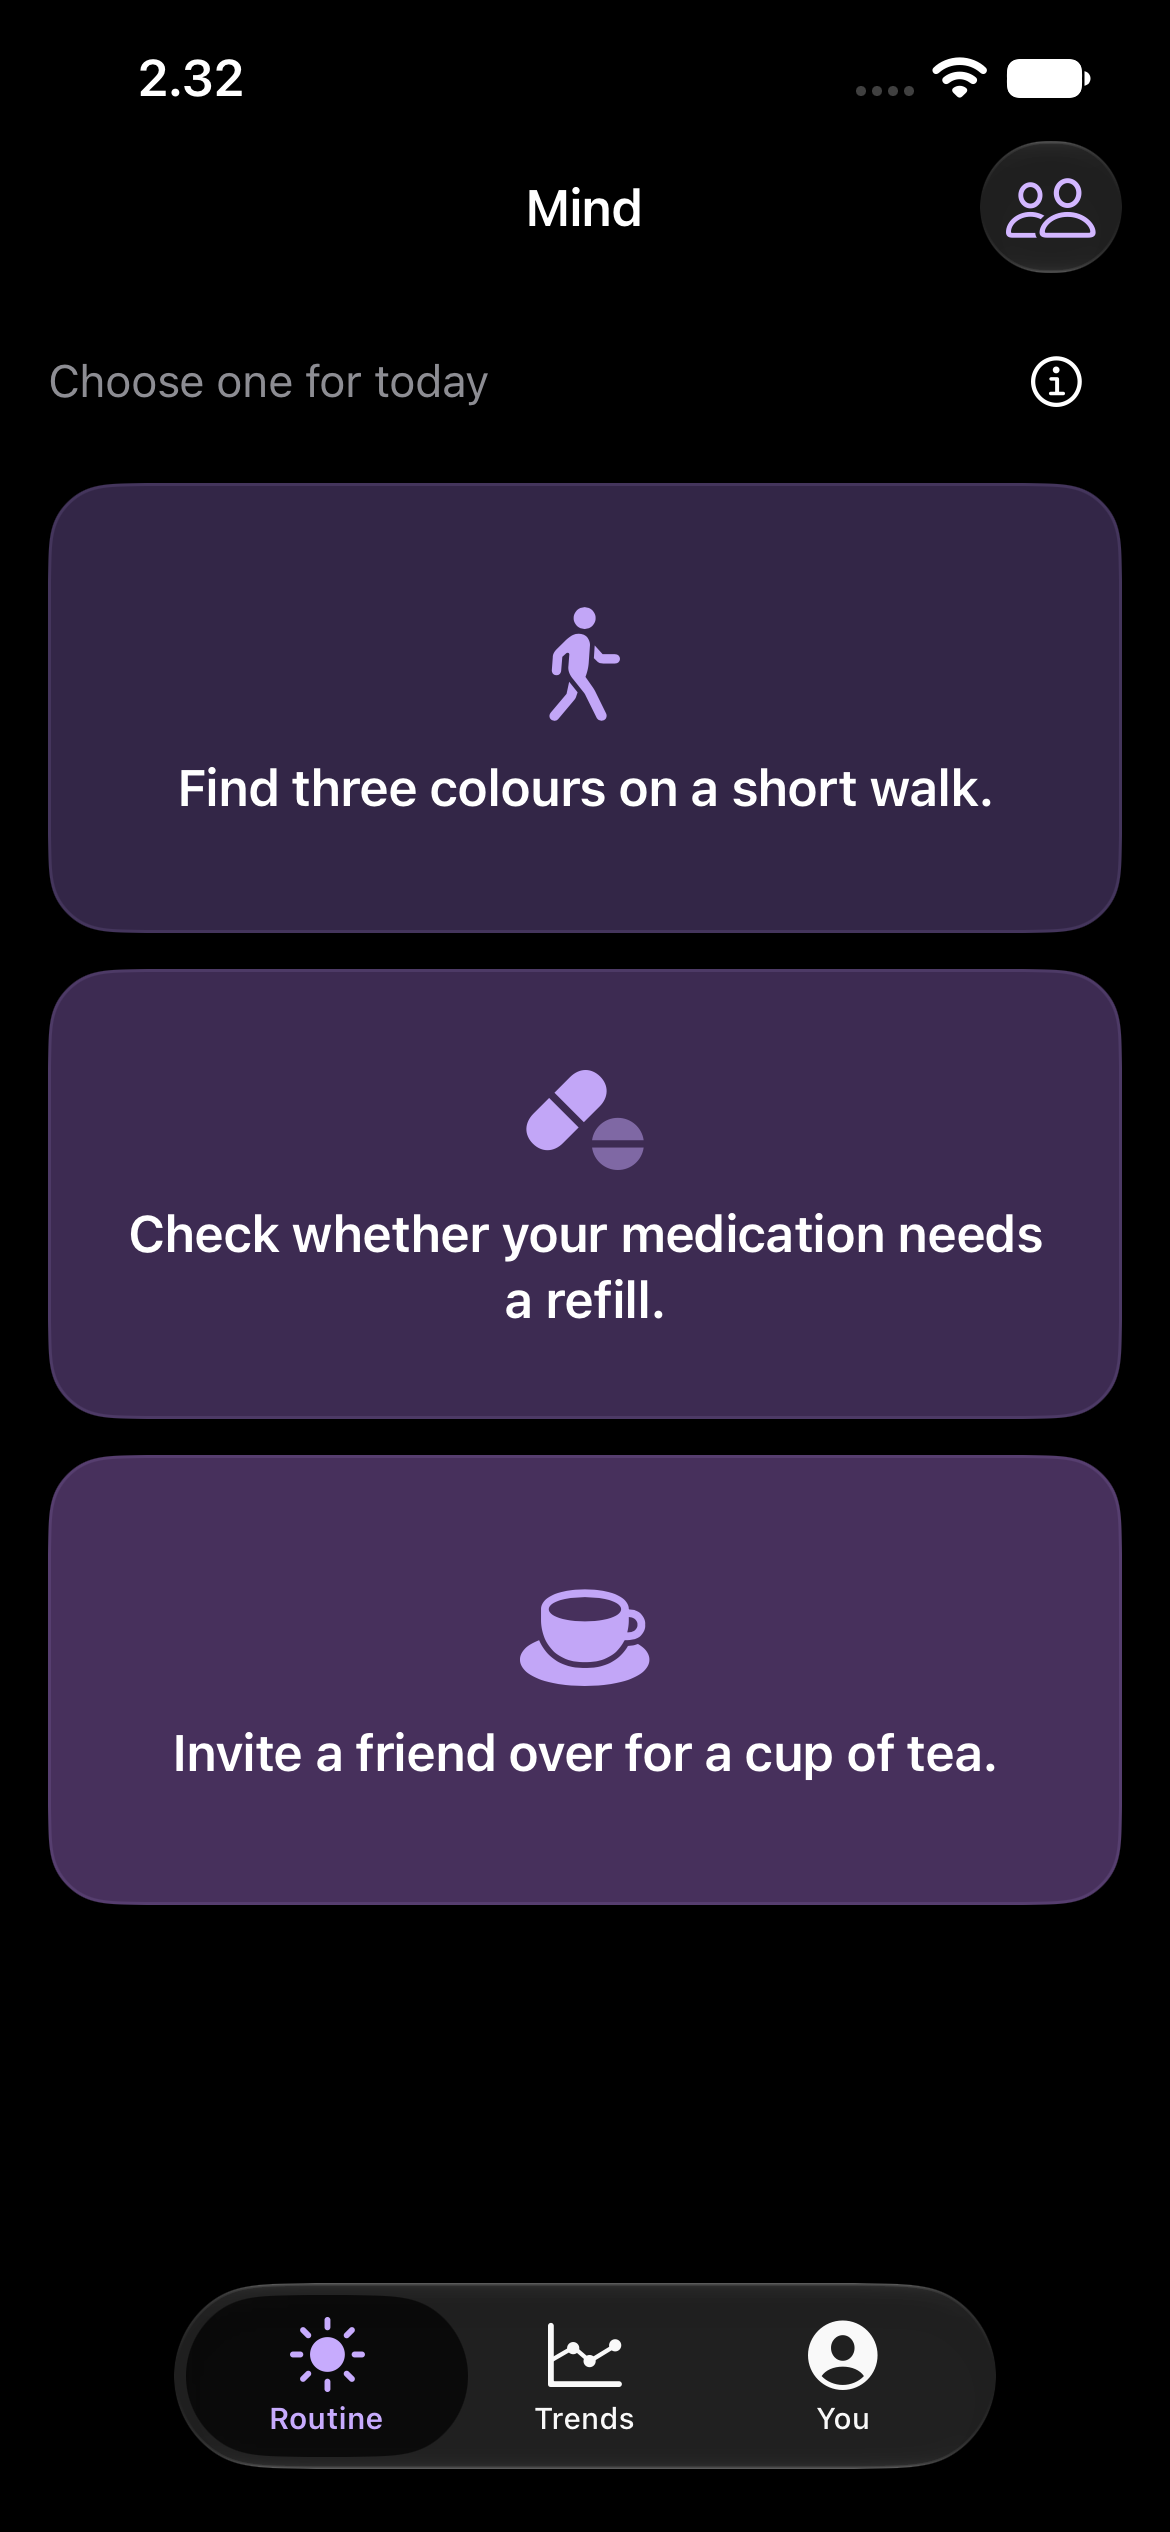 2.32
Mind
Choose one for today
Find three colours on a short walk.
Check whether your medication needs
a refill.
Invite a friend over for a cup of tea.
Routine
Trends
You